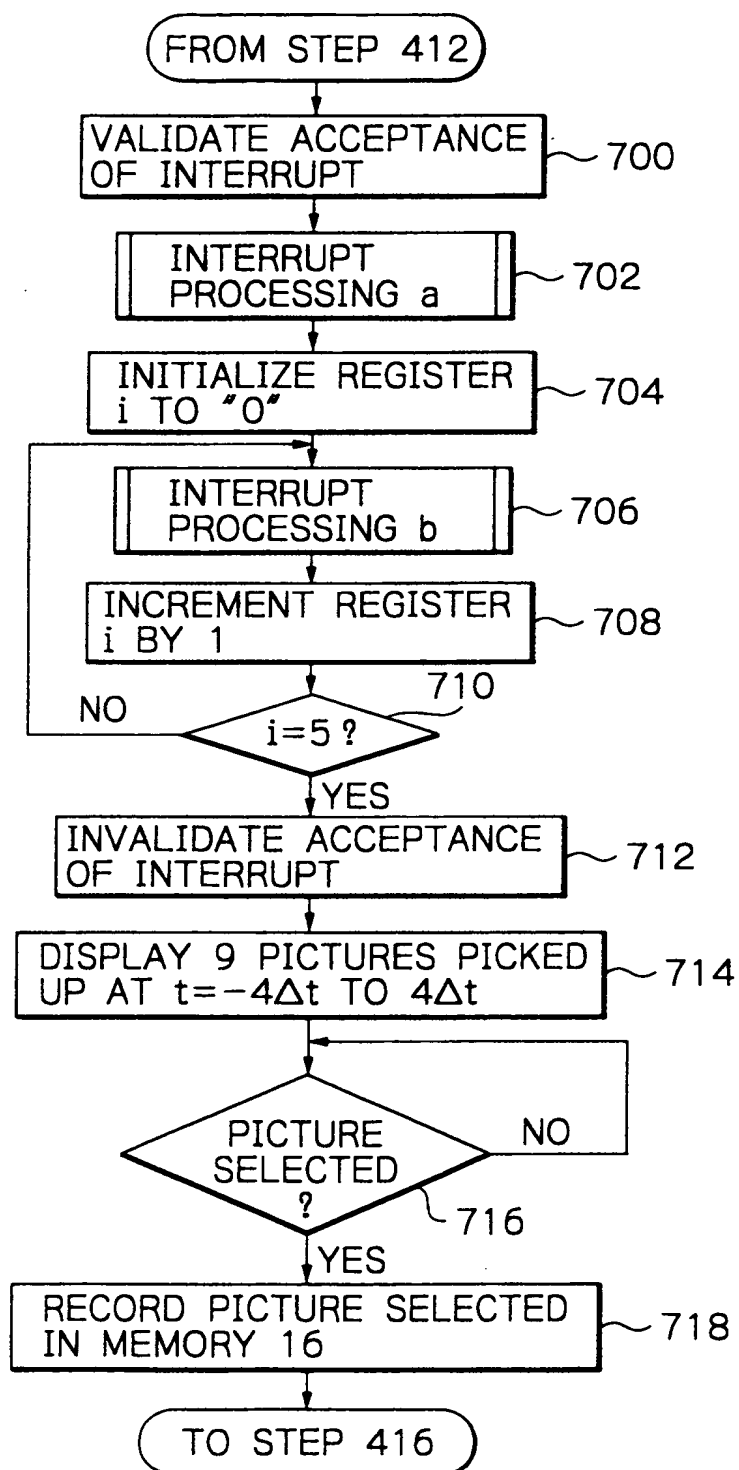 FROM STEP 412
VALIDATE ACCEPTANCE
OF INTERRUPT
700
INTERRUPT
PROCESSING a
702
INITIALIZE REGISTER
i TO "0"
704
INTERRUPT
PROCESSING b
706
INCREMENT REGISTER
i BY 1
708
710
NO
i=5?
YES
INVALIDATE ACCEPTANCE
OF INTERRUPT
712
DISPLAY 9 PICTURES PICKED
UP AT t=-4Δt TO 4Δt
714
PICTURE
SELECTED
?
NO
716
YES
RECORD PICTURE SELECTED
IN MEMORY 16
718
TO STEP 416